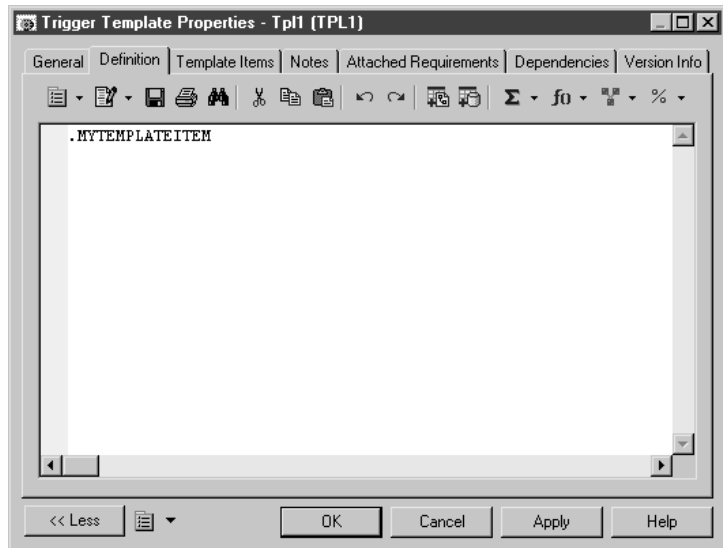 Trigger Template Properties - Tpl1 (TPL1)
General Definition Template Items Notes Attached Requirements Dependencies Version Info
Σ fo %
.MYTEMPLATEITEM
<< Less OK Cancel Apply Help